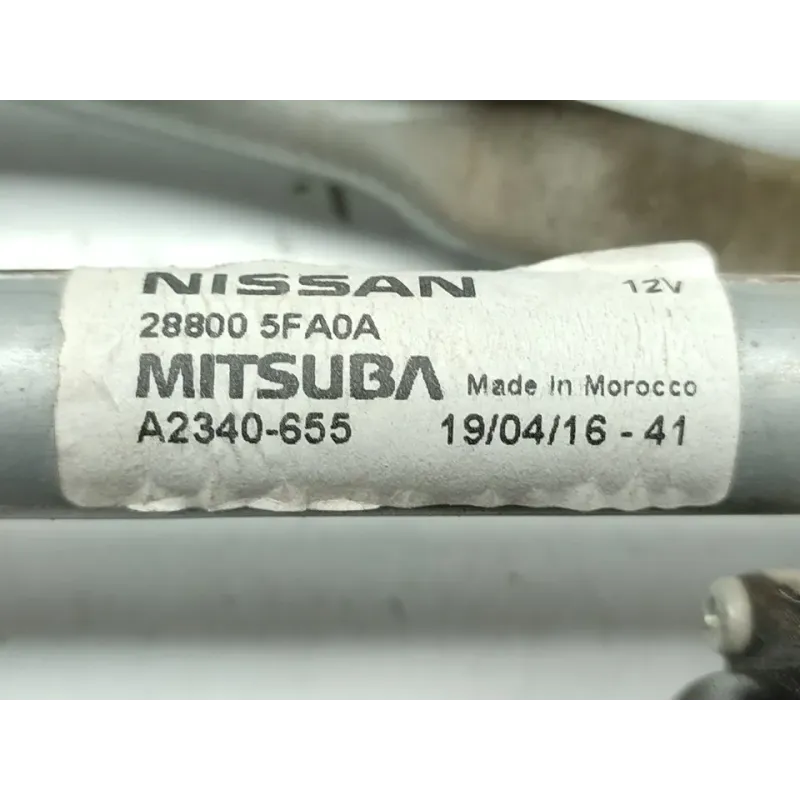 NISSAN 12V
28800 5FA0A
MITSUBA Made in Morocco
A2340-655 19/04/16 - 41